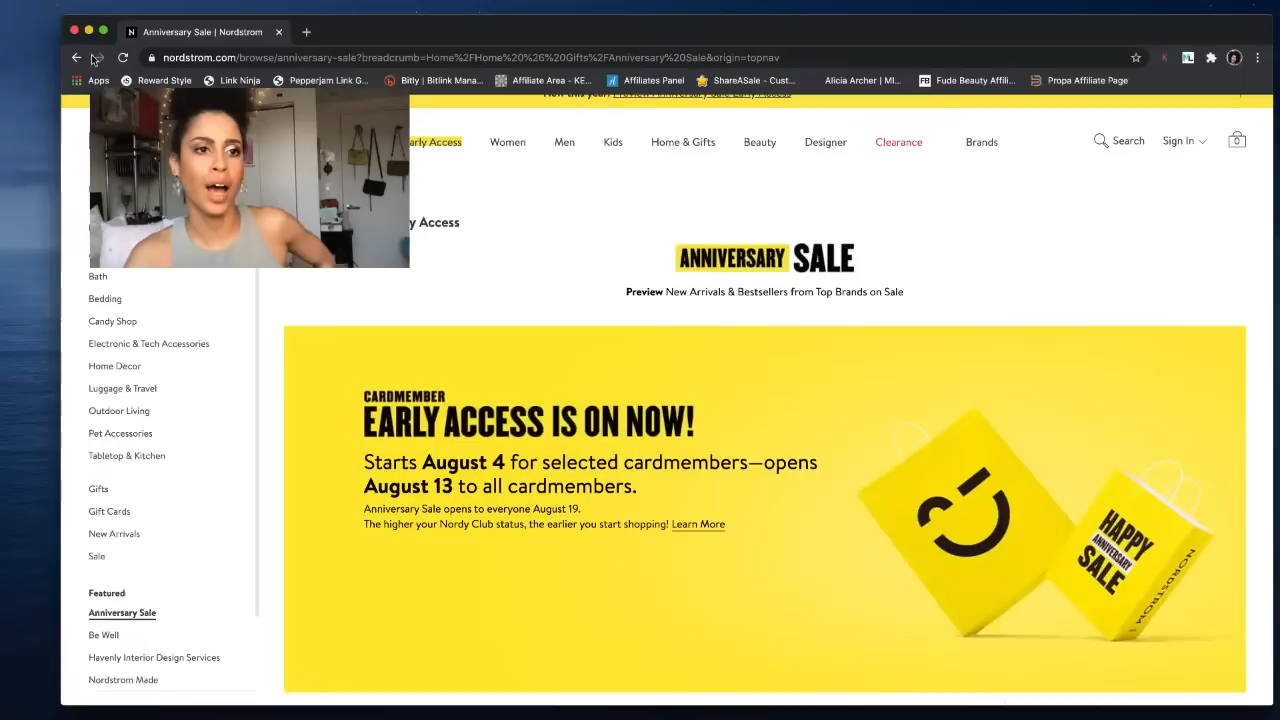 Anniversary Sale | Nordstrom
nordstrom.com/browse/anniversary-sale?breadcrumb=Home%2FHome%20%26%20Gifts%2FAnniversary%20Sale&origin=topnav
Apps Reward Style Link Ninja Pepperjam Link G... Bitly | Bitlink Mana... Affiliate Area - KE... Affiliates Panel ShareASale - Cust... Alicia Archer | MI... FB Fude Beauty Affili... Propa Affiliate Page
Preview Anniversary Sale Early Access
arly Access Women Men Kids Home & Gifts Beauty Designer Clearance Brands Search Sign In 0
y Access
ANNIVERSARY SALE
Preview New Arrivals & Bestsellers from Top Brands on Sale
Bath
Bedding
Candy Shop
Electronic & Tech Accessories
Home Decor
Luggage & Travel
Outdoor Living
Pet Accessories
Tabletop & Kitchen
Gifts
Gift Cards
New Arrivals
Sale
Featured
Anniversary Sale
Be Well
Havenly Interior Design Services
Nordstrom Made
CARDMEMBER
EARLY ACCESS IS ON NOW!
Starts August 4 for selected cardmembers—opens
August 13 to all cardmembers.
Anniversary Sale opens to everyone August 19.
The higher your Nordy Club status, the earlier you start shopping! Learn More
HAPPY
ANNIVERSARY
SALE
NORDSTROM